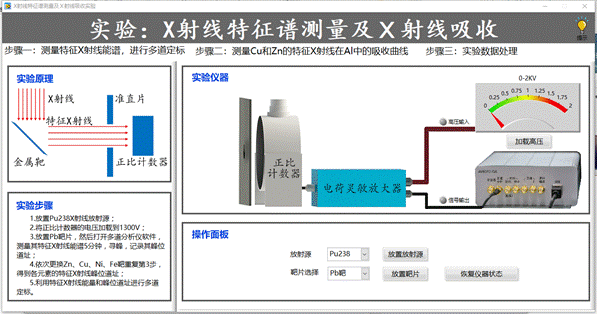 X射线特征谱测量及X射线吸收实验
实验：X射线特征谱测量及X射线吸收
提示
步骤一：测量特征X射线能谱，进行多道定标 步骤二：测量Cu和Zn的特征X射线在Al中的吸收曲线 步骤三：实验数据处理
实验原理
X射线
准直片
特征X射线
金属靶
正比计数器
实验步骤
1.放置Pu238X射线放射源；
2.将正比计数器的电压加载到1300V；
3.放置Pb靶片，然后打开多道分析仪软件，
测量其特征X射线能谱5分钟，寻峰，记录其峰位
道址；
4.依次更换Zn、Cu、Ni、Fe靶重复第3步，
得到各元素的特征X射线峰位道址；
5.利用特征X射线能量和峰位道址进行多道
定标。
实验仪器
正比
计数器
电荷灵敏放大器
高压输入
信号输出
0-2KV
0 0.25 0.5 0.75 1 1.25 1.5 1.75 2
加载高压
操作面板
放射源 Pu238 放置放射源
靶片选择 Pb靶 放置靶片 恢复仪器状态